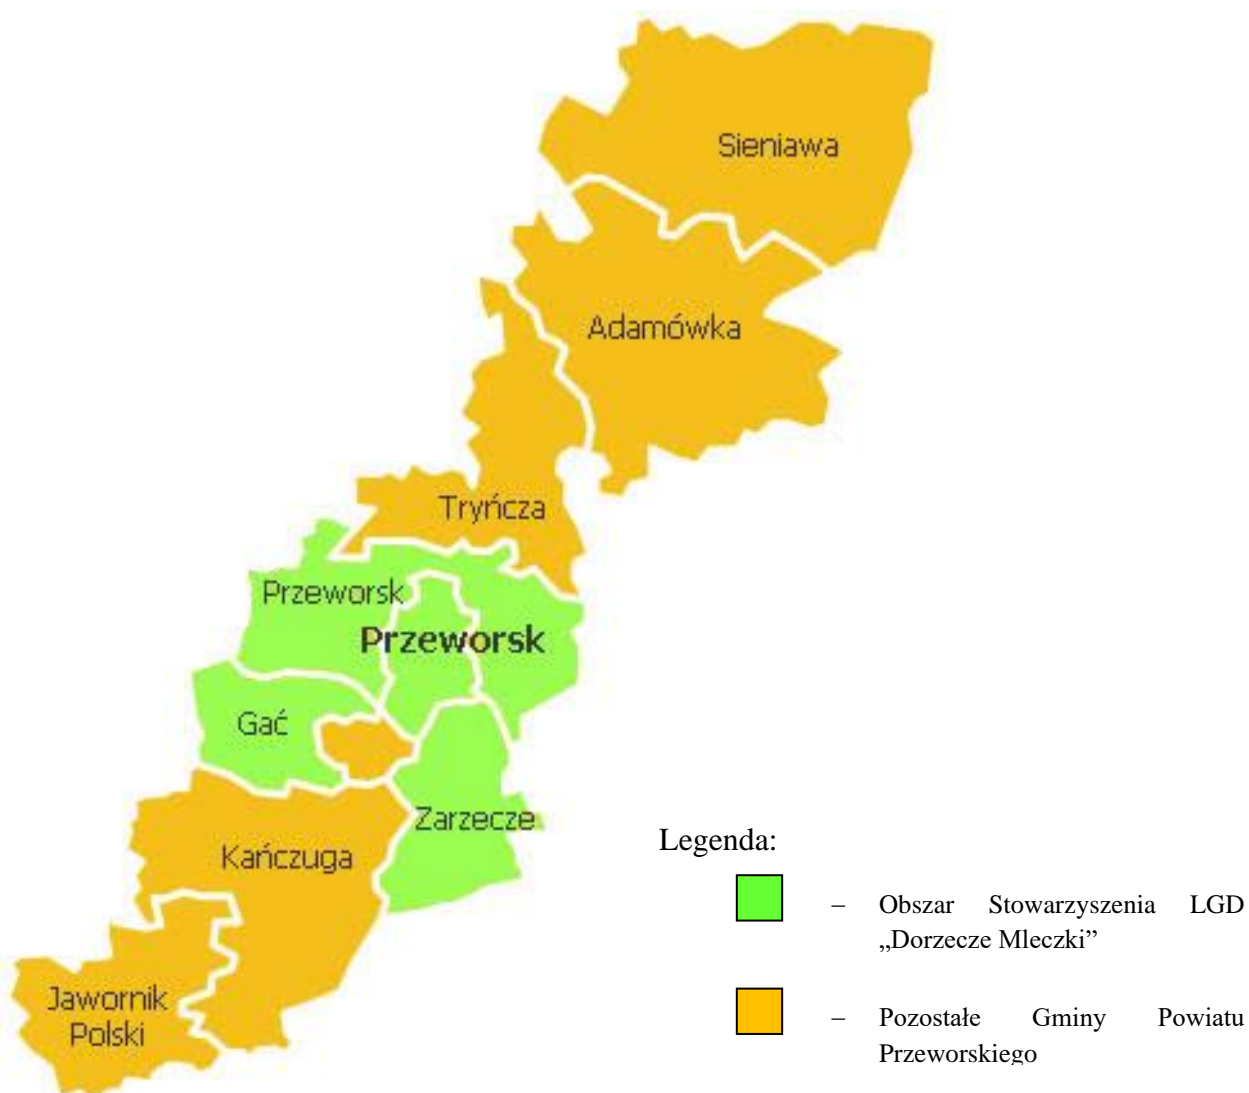 Sieniawa
Adamówka
Tryńcza
Przeworsk
Przeworsk
Gać
Zarzecze
Kańczuga
Jawornik
Polski
Legenda:
– Obszar Stowarzyszenia LGD
„Dorzecze Mleczki”
– Pozostałe Gminy Powiatu
Przeworskiego